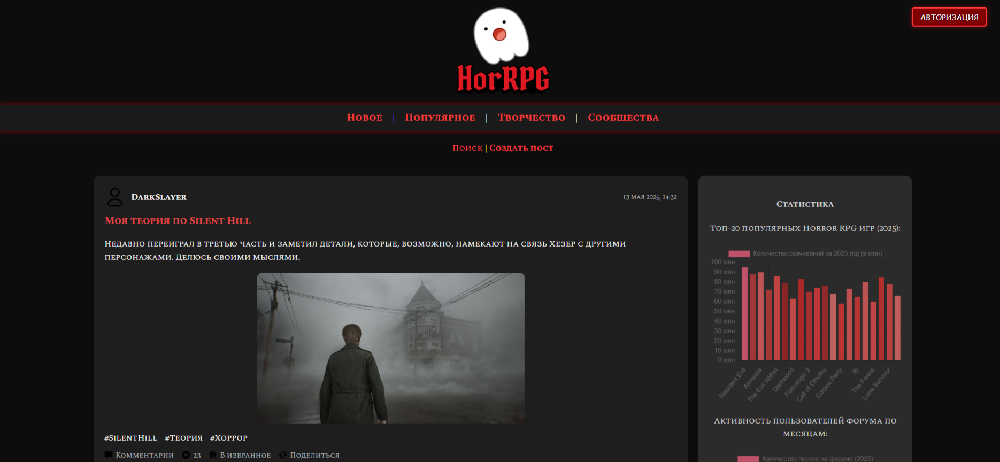 АВТОРИЗАЦИЯ
HorRPG
Новое | Популярное | Творчество | Сообщества
Поиск | Создать пост
DarkSlayer
13 мая 2025, 14:32
Моя теория по Silent Hill
Недавно переиграл в третью часть и заметил детали, которые, возможно, намекают на связь Хезер с другими
персонажами. Делюсь своими мыслями.
#SilentHill #Теория #Хоррор
Комментарии 23 В избранное Поделиться
Статистика
Топ-20 популярных Horror RPG игр (2025):
Количество скачиваний за 2025 год (в млн)
100 млн
90 млн
80 млн
70 млн
60 млн
50 млн
40 млн
30 млн
20 млн
10 млн
0 млн
Resident Evil
Amnesia
The Evil Within
Darkwood
Pathologic 2
Call of Cthulhu
Corpse Party
Ib
The Forest
Lone Survivor
Активность пользователей форума по
месяцам:
Количество постов на форуме (2025)